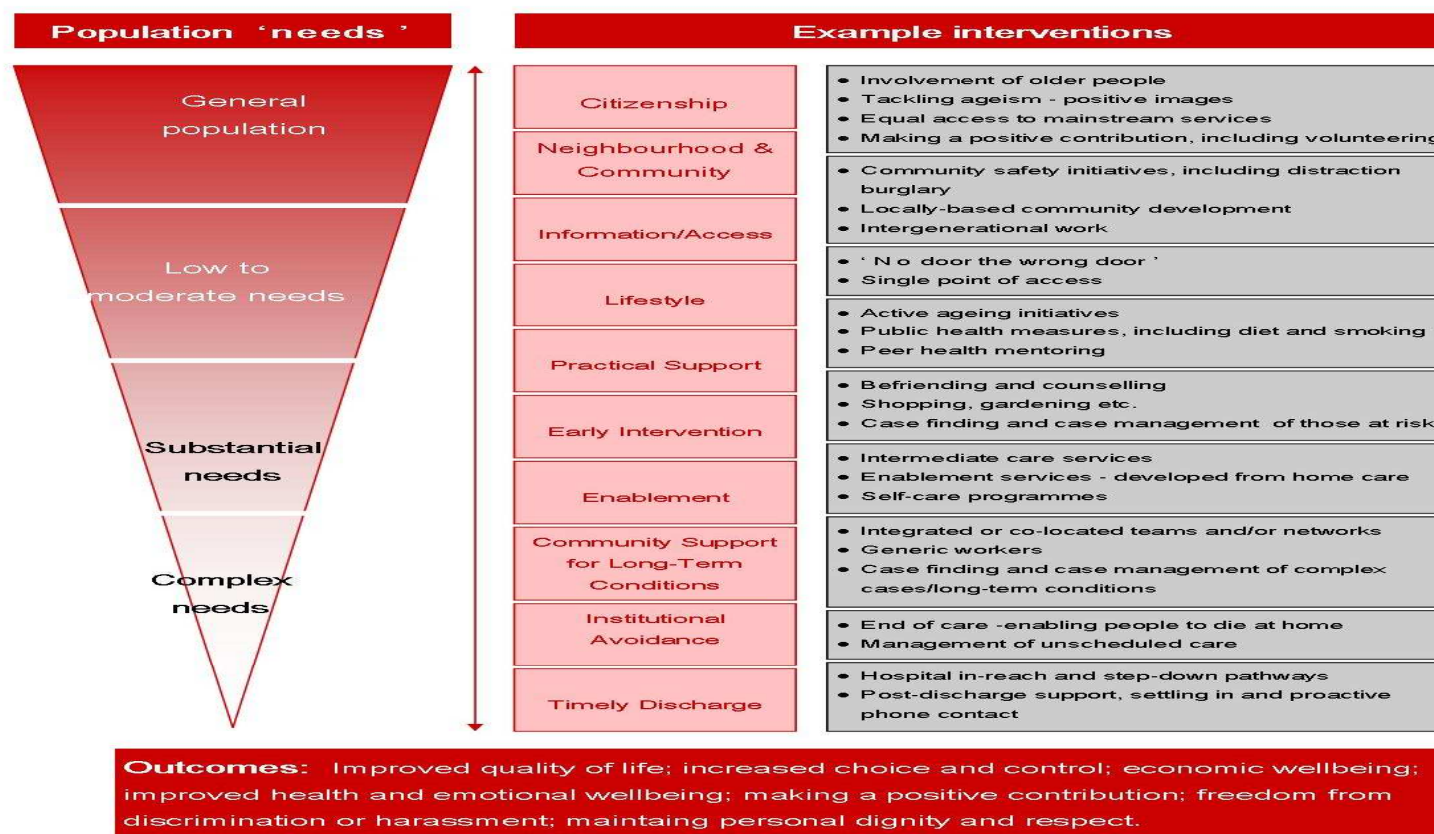 Population ‘needs’
Example interventions
General
population
Low to
moderate needs
Substantial
needs
Complex
needs
Citizenship
Neighbourhood &
Community
Information/Access
Lifestyle
Practical Support
Early Intervention
Enablement
Community Support
for Long-Term
Conditions
Institutional
Avoidance
Timely Discharge
• Involvement of older people
• Tackling ageism - positive images
• Equal access to mainstream services
• Making a positive contribution, including volunteering
• Community safety initiatives, including distraction
burglary
• Locally-based community development
• Intergenerational work
• ‘No door the wrong door’
• Single point of access
• Active ageing initiatives
• Public health measures, including diet and smoking
• Peer health mentoring
• Befriending and counselling
• Shopping, gardening etc.
• Case finding and case management of those at risk
• Intermediate care services
• Enablement services - developed from home care
• Self-care programmes
• Integrated or co-located teams and/or networks
• Generic workers
• Case finding and case management of complex
cases/long-term conditions
• End of care -enabling people to die at home
• Management of unscheduled care
• Hospital in-reach and step-down pathways
• Post-discharge support, settling in and proactive
phone contact
Outcomes: Improved quality of life; increased choice and control; economic wellbeing;
improved health and emotional wellbeing; making a positive contribution; freedom from
discrimination or harassment; maintaing personal dignity and respect.